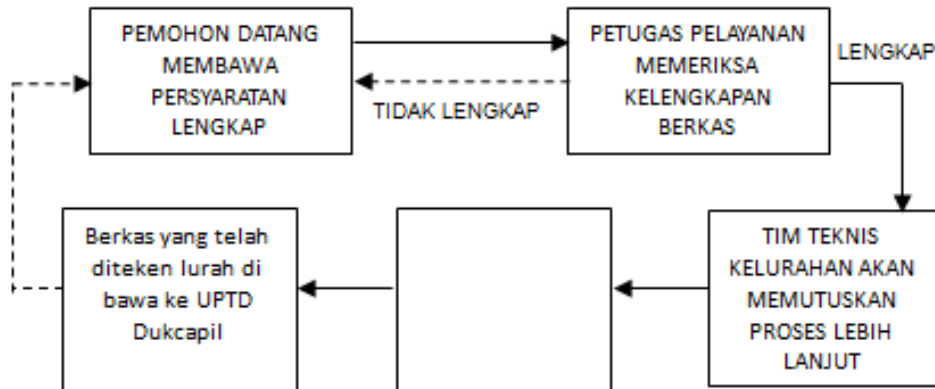 PEMOHON DATANG
MEMBAWA
PERSYARATAN
LENGKAP
TIDAK LENGKAP
PETUGAS PELAYANAN
MEMERIKSA
KELENGKAPAN
BERKAS
LENGKAP
TIM TEKNIS
KELURAHAN AKAN
MEMUTUSKAN
PROSES LEBIH
LANJUT
Berkas yang telah
diteken lurah di
bawa ke UPTD
Dukcapil